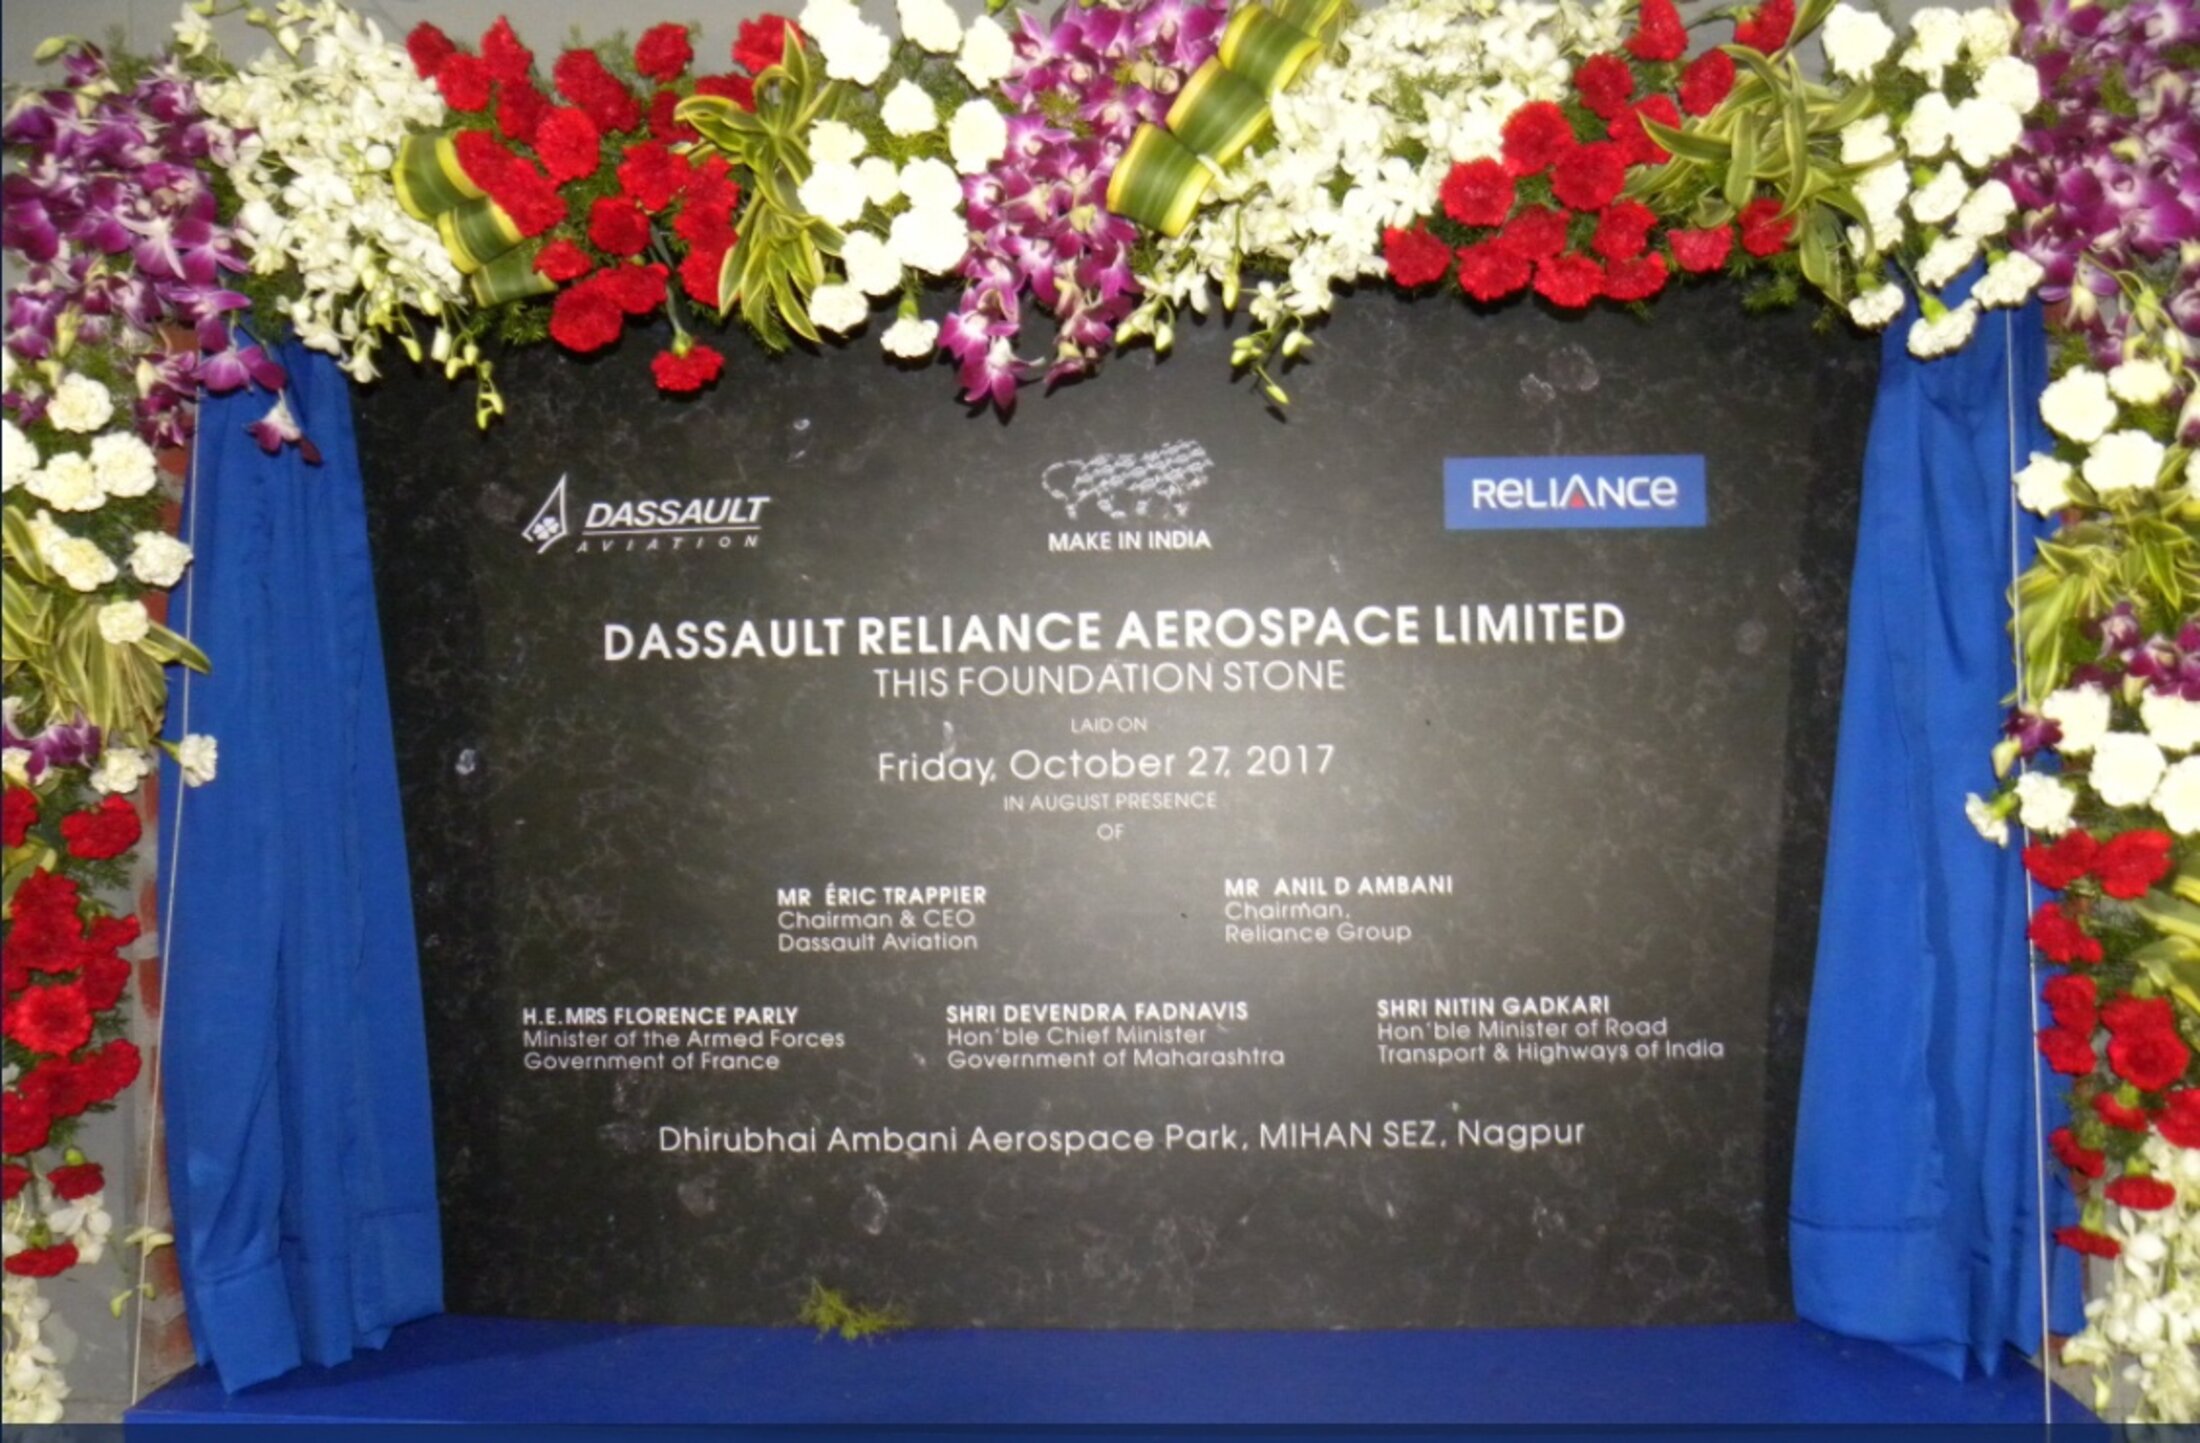 DASSAULT
AVIATION
MAKE IN INDIA
RELIANCE
DASSAULT RELIANCE AEROSPACE LIMITED
THIS FOUNDATION STONE
LAID ON
Friday, October 27, 2017
IN AUGUST PRESENCE
OF
MR ÉRIC TRAPPIER
Chairman & CEO
Dassault Aviation
MR ANIL D AMBANI
Chairman,
Reliance Group
H.E. MRS FLORENCE PARLY
Minister of the Armed Forces
Government of France
SHRI DEVENDRA FADNAVIS
Hon'ble Chief Minister
Government of Maharashtra
SHRI NITIN GADKARI
Hon'ble Minister of Road
Transport & Highways of India
Dhirubhai Ambani Aerospace Park, MIHAN SEZ, Nagpur